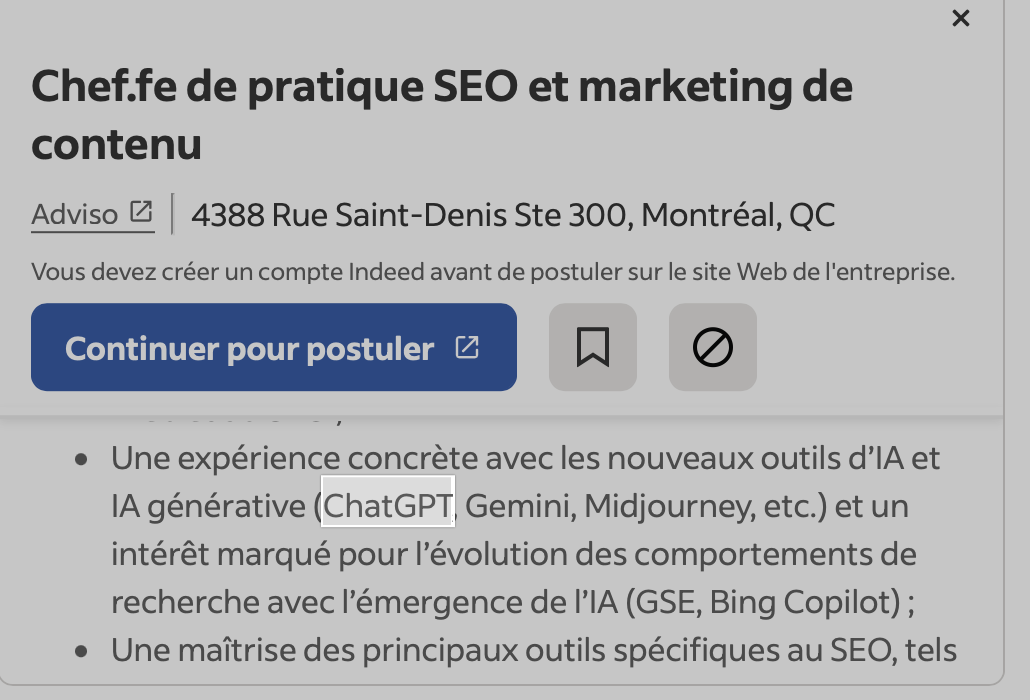 Chef.fe de pratique SEO et marketing de
contenu
Adviso
4388 Rue Saint-Denis Ste 300, Montréal, QC
Vous devez créer un compte Indeed avant de postuler sur le site Web de l'entreprise.
Continuer pour postuler
Une expérience concrète avec les nouveaux outils d’IA et
IA générative (ChatGPT, Gemini, Midjourney, etc.) et un
intérêt marqué pour l’évolution des comportements de
recherche avec l’émergence de l’IA (GSE, Bing Copilot) ;
Une maîtrise des principaux outils spécifiques au SEO, tels